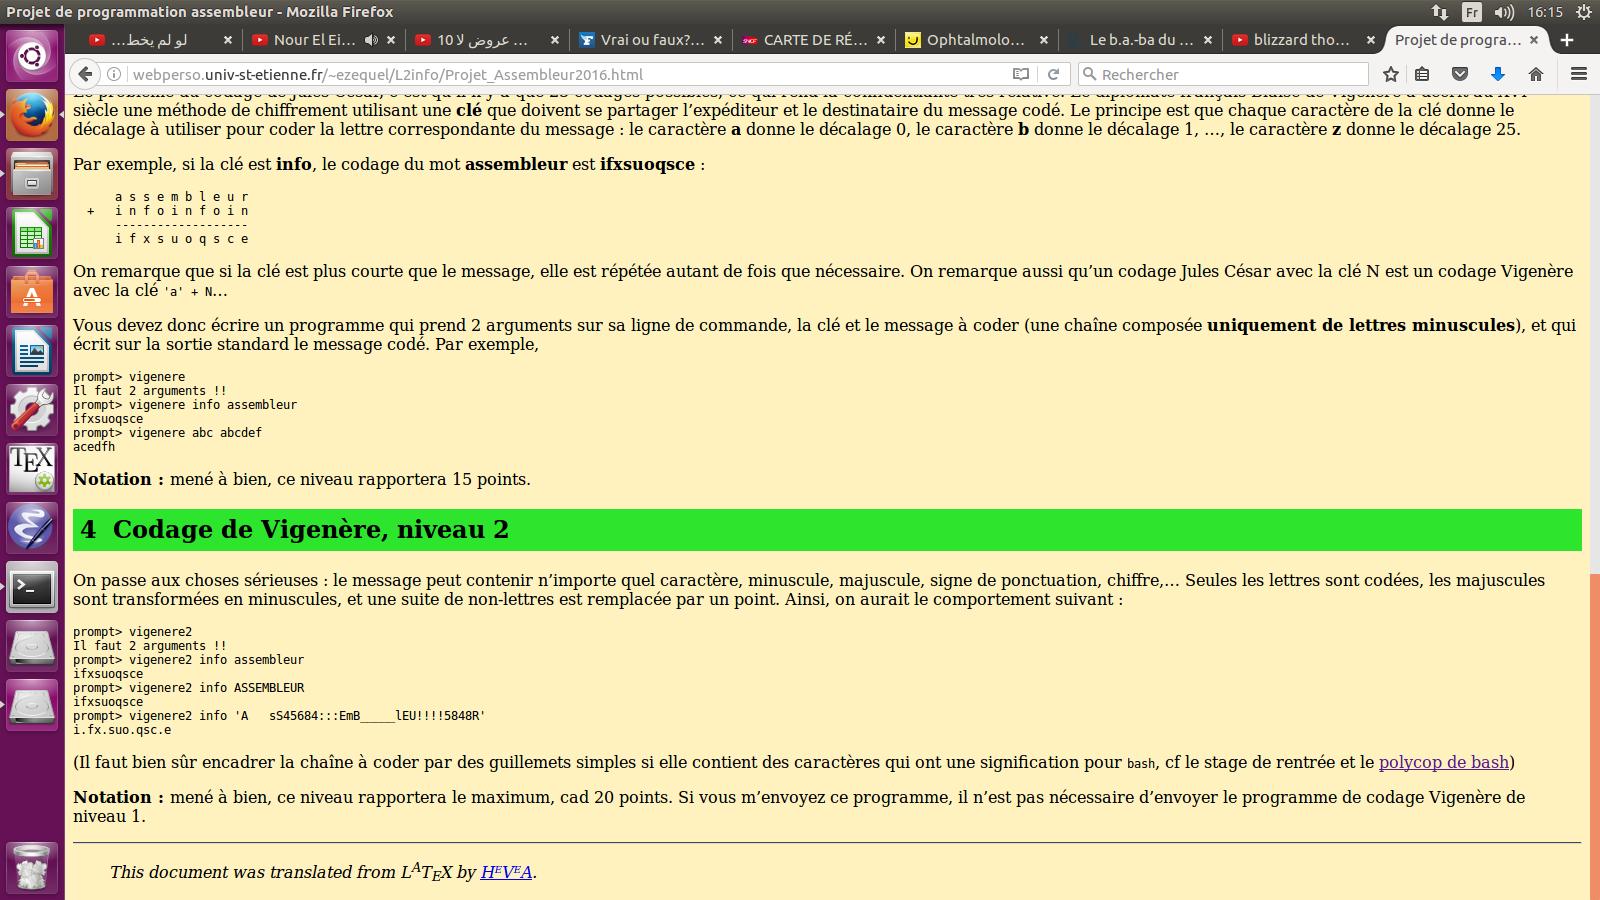 Projet de programmation assembleur - Mozilla Firefox
Fr
16:15
لو لم يخط...
Nour El Ei...
10 عروض لا ...
Vrai ou faux?...
CARTE DE RÉ...
Ophtalmolo...
Le b.a.-ba du ...
blizzard tho...
Projet de progra...
webperso.univ-st-etienne.fr/~ezequel/L2info/Projet_Assembleur2016.html
Rechercher
siècle une méthode de chiffrement utilisant une clé que doivent se partager l’expéditeur et le destinataire du message codé. Le principe est que chaque caractère de la clé donne le
décalage à utiliser pour coder la lettre correspondante du message : le caractère a donne le décalage 0, le caractère b donne le décalage 1, …, le caractère z donne le décalage 25.
Par exemple, si la clé est info, le codage du mot assembleur est ifxsuoqsce :
a s s e m b l e u r
+ i n f o i n f o i n
-------------------
i f x s u o q s c e
On remarque que si la clé est plus courte que le message, elle est répétée autant de fois que nécessaire. On remarque aussi qu’un codage Jules César avec la clé N est un codage Vigenère
avec la clé 'a' + N…
Vous devez donc écrire un programme qui prend 2 arguments sur sa ligne de commande, la clé et le message à coder (une chaîne composée uniquement de lettres minuscules), et qui
écrit sur la sortie standard le message codé. Par exemple,
prompt> vigenere
Il faut 2 arguments !!
prompt> vigenere info assembleur
ifxsuoqsce
prompt> vigenere abc abcdef
acedfh
Notation : mené à bien, ce niveau rapportera 15 points.
4 Codage de Vigenère, niveau 2
On passe aux choses sérieuses : le message peut contenir n’importe quel caractère, minuscule, majuscule, signe de ponctuation, chiffre,… Seules les lettres sont codées, les majuscules
sont transformées en minuscules, et une suite de non-lettres est remplacée par un point. Ainsi, on aurait le comportement suivant :
prompt> vigenere2
Il faut 2 arguments !!
prompt> vigenere2 info assembleur
ifxsuoqsce
prompt> vigenere2 info ASSEMBLEUR
ifxsuoqsce
prompt> vigenere2 info 'A   sS45684:::EmB_____lEU!!!!5848R'
i.fx.suo.qsc.e
(Il faut bien sûr encadrer la chaîne à coder par des guillemets simples si elle contient des caractères qui ont une signification pour bash, cf le stage de rentrée et le polycop de bash)
Notation : mené à bien, ce niveau rapportera le maximum, cad 20 points. Si vous m’envoyez ce programme, il n’est pas nécessaire d’envoyer le programme de codage Vigenère de
niveau 1.
This document was translated from LATEX by HEVEA.